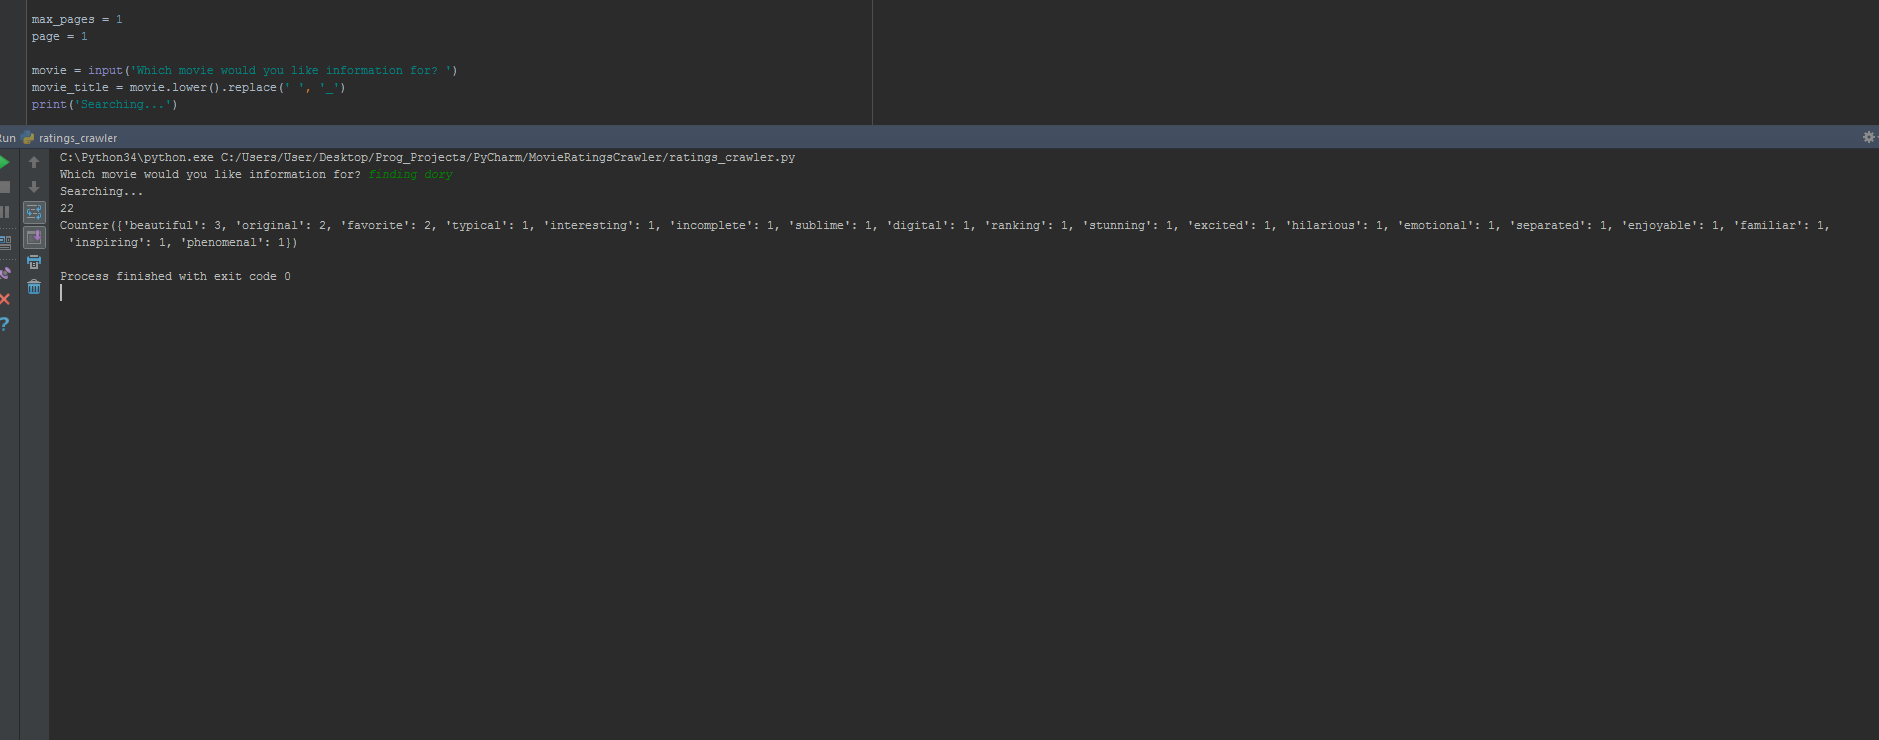 max_pages = 1
page = 1
movie = input('Which movie would you like information for? ')
movie_title = movie.lower().replace(' ', '_')
print('Searching...')
un ratings_crawler
C:\Python34\python.exe C:/Users/User/Desktop/Prog_Projects/PyCharm/MovieRatingsCrawler/ratings_crawler.py
Which movie would you like information for? finding dory
Searching...
22
Counter({'beautiful': 3, 'original': 2, 'favorite': 2, 'typical': 1, 'interesting': 1, 'incomplete': 1, 'sublime': 1, 'digital': 1, 'ranking': 1, 'stunning': 1, 'excited': 1, 'hilarious': 1, 'emotional': 1, 'separated': 1, 'enjoyable': 1, 'familiar': 1,
'inspiring': 1, 'phenomenal': 1})
Process finished with exit code 0